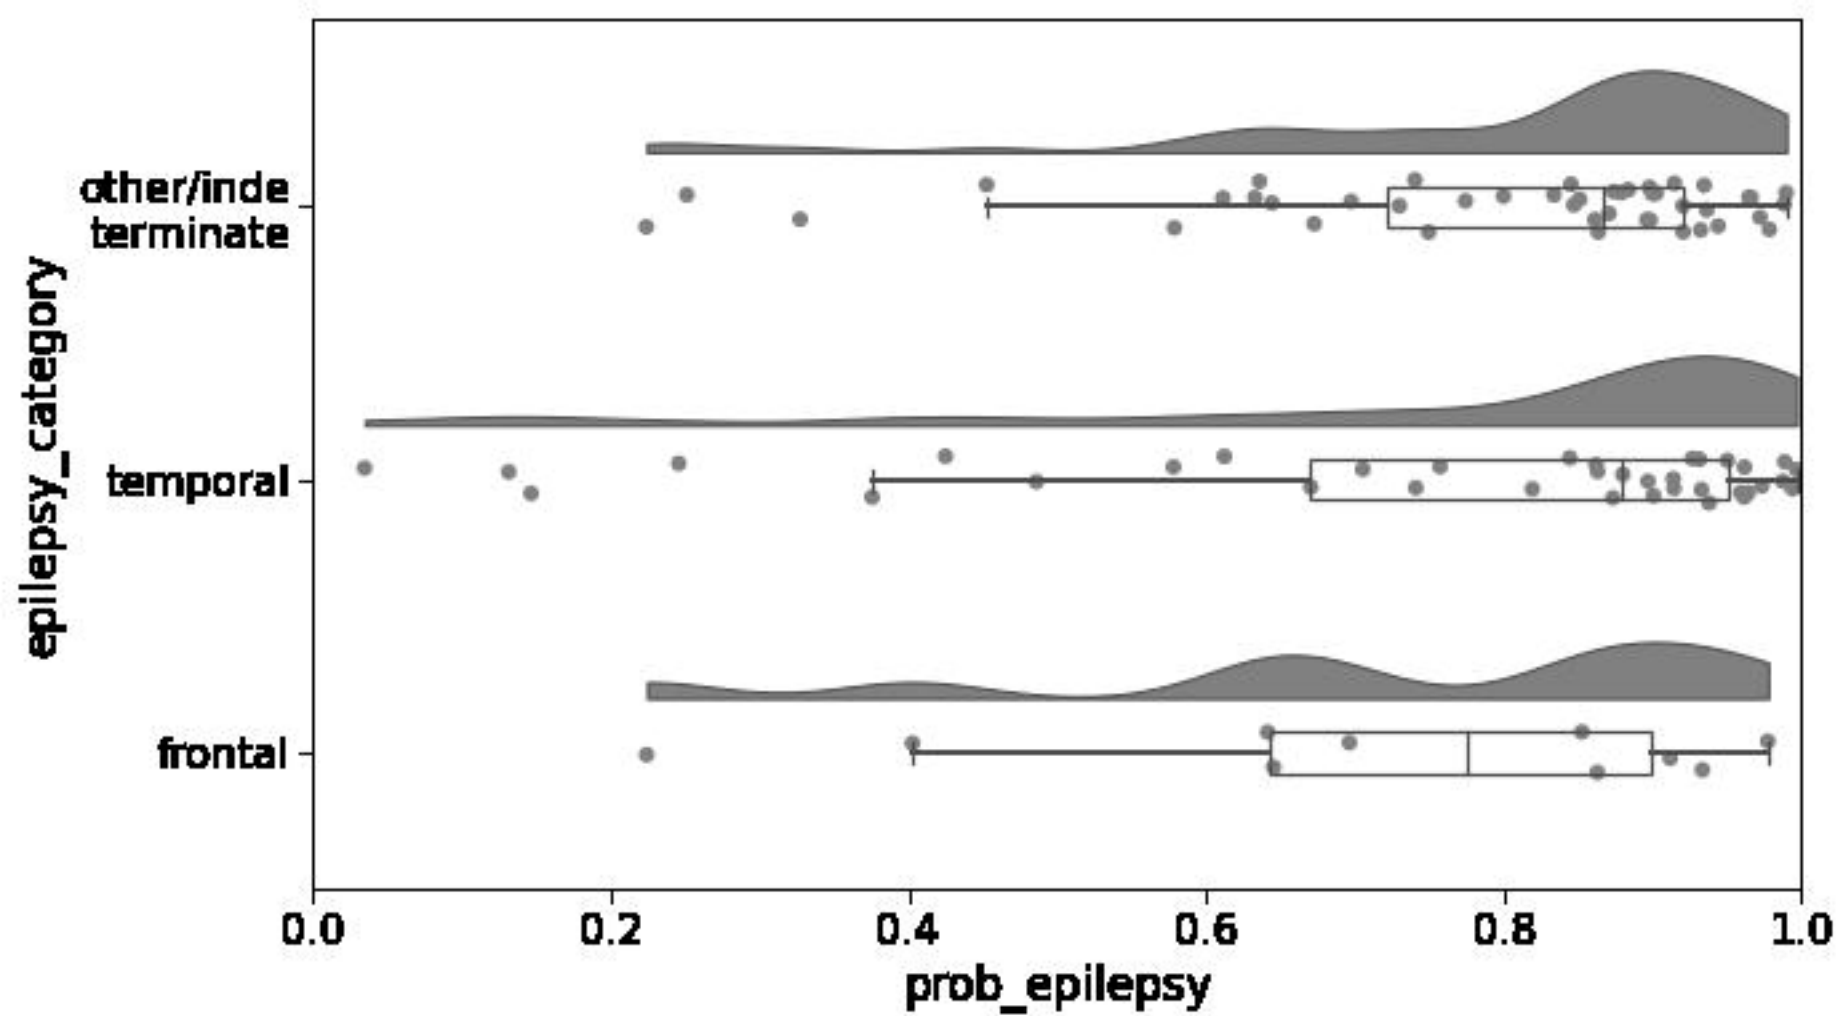 other/inde
terminate
temporal
frontal
epilepsy_category
0.0 0.2 0.4 0.6 0.8 1.0
prob_epilepsy